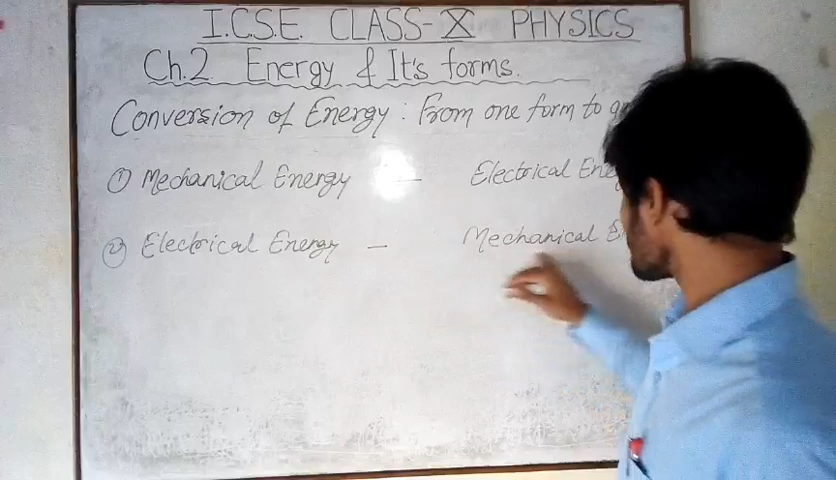 I.C.S.E. CLASS-X PHYSICS
Ch.2 Energy & It's forms.
Conversion of Energy : From one form to
① Mechanical Energy — Electrical
② Electrical Energy — Mechanical